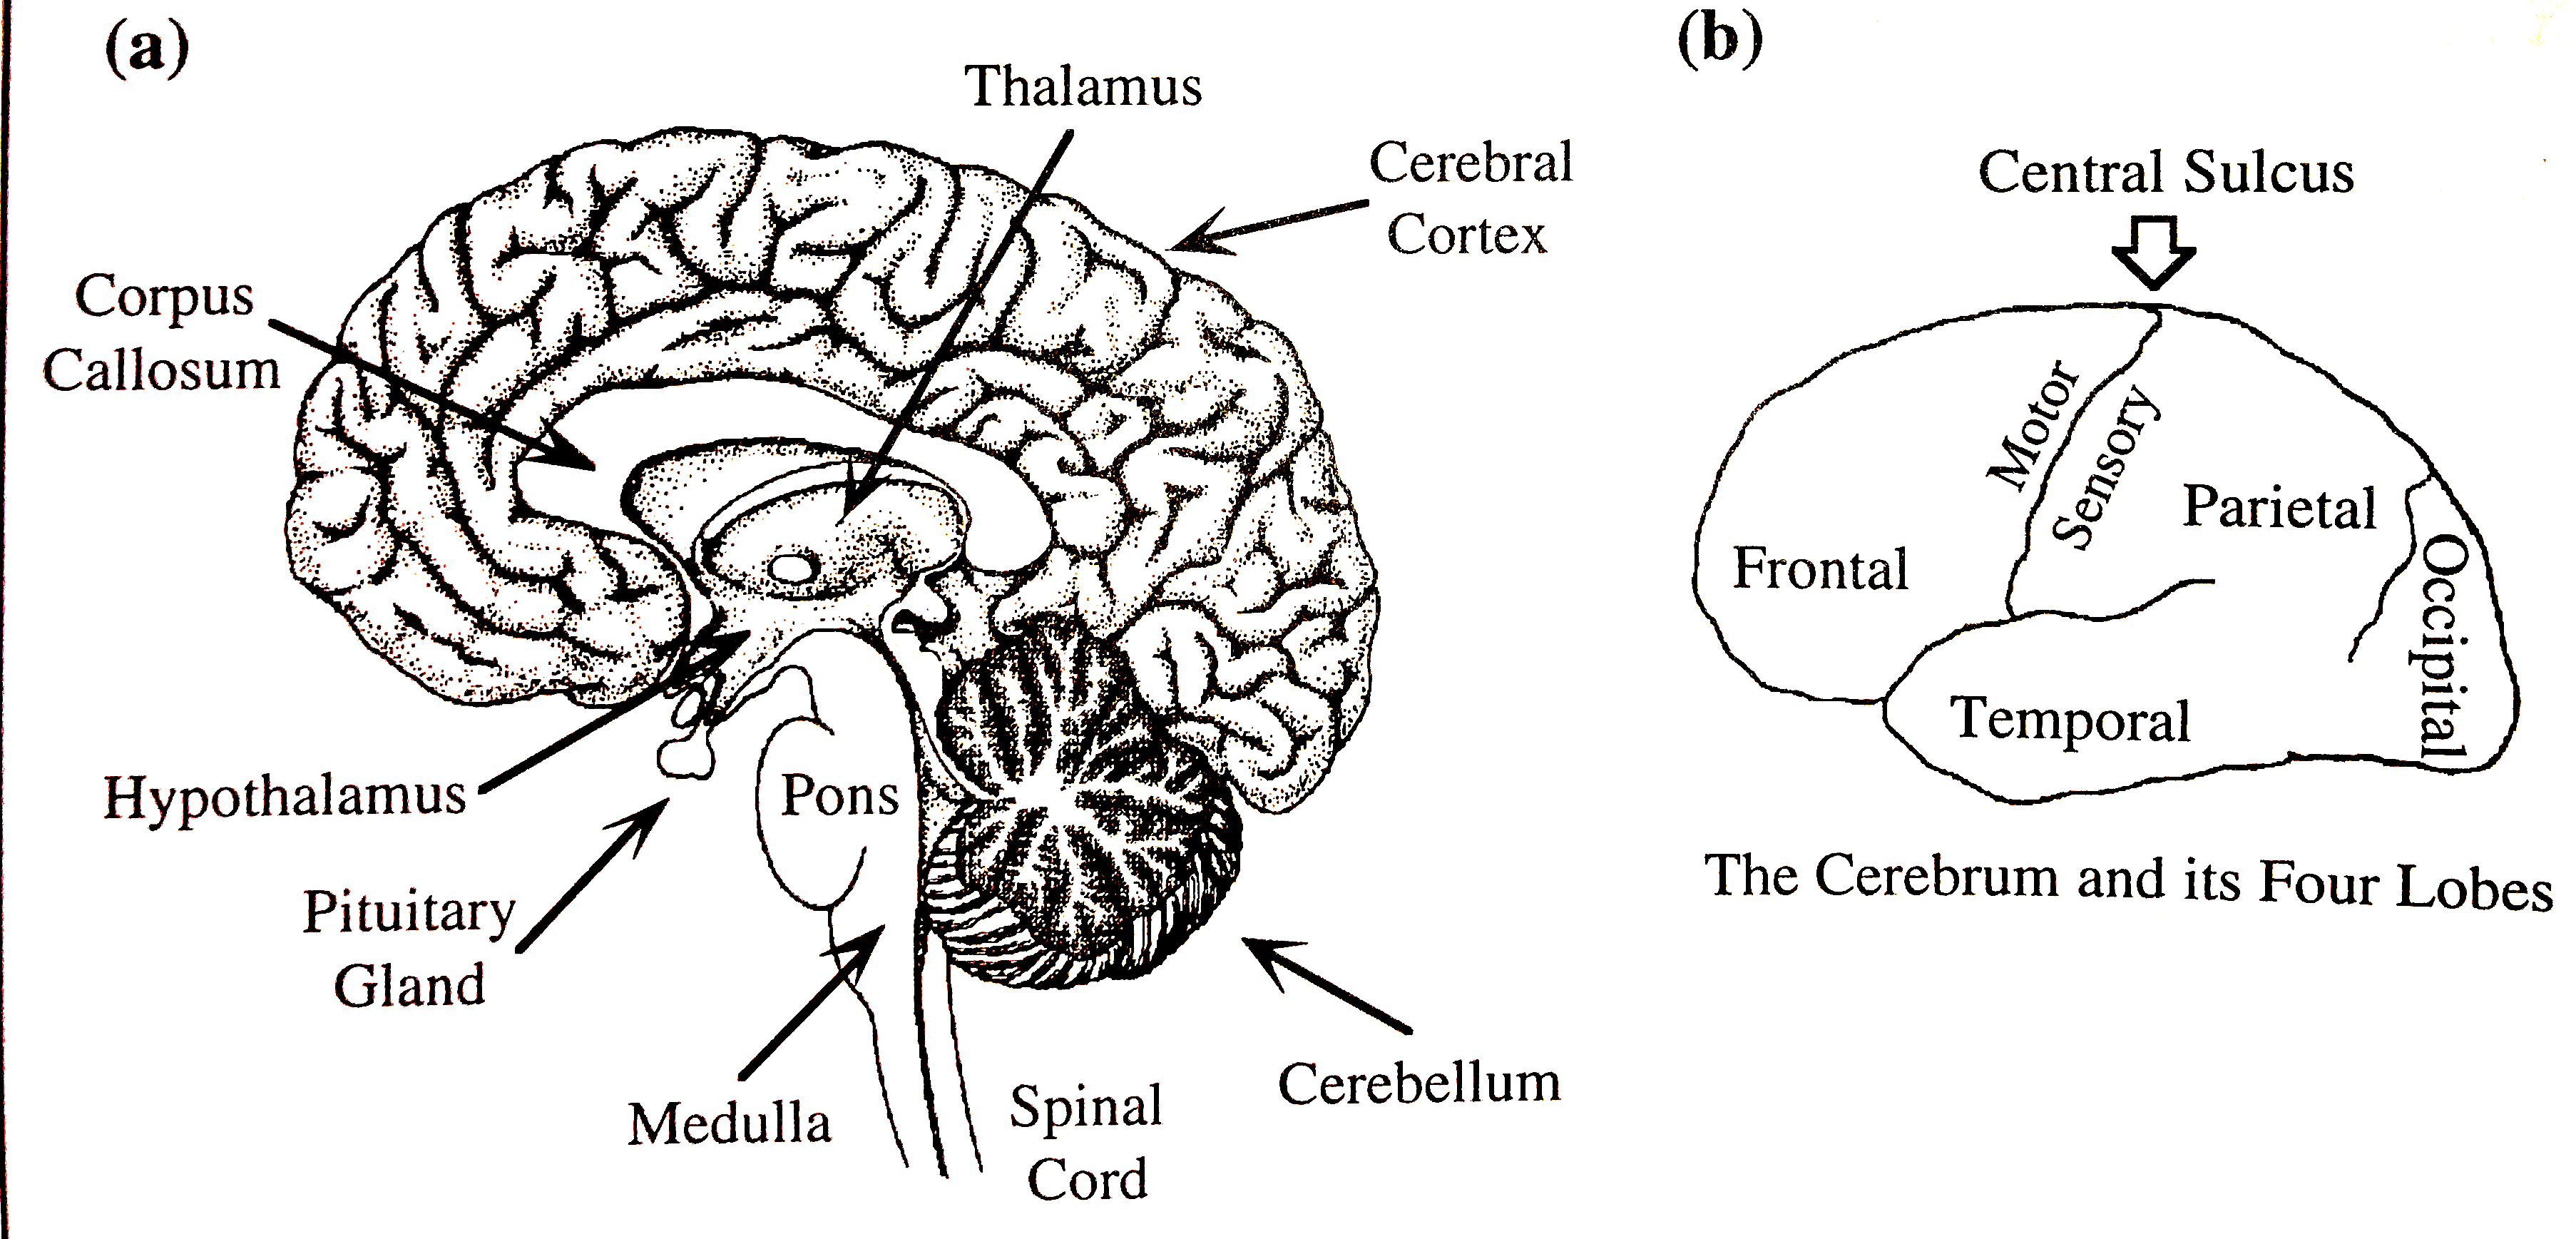 (a)
Thalamus
Cerebral
Cortex
Corpus
Callosum
Hypothalamus
Pons
Pituitary
Gland
Medulla
Spinal
Cord
Cerebellum
(b)
Central Sulcus
Motor
Sensory
Parietal
Frontal
Occipital
Temporal
The Cerebrum and its Four Lobes